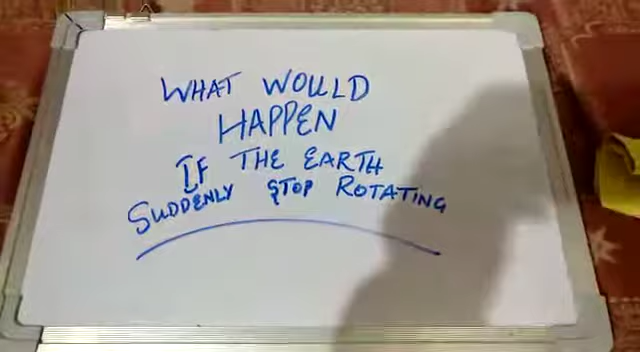 WHAT WOULD
HAPPEN
IF THE EARTH
SUDDENLY STOP ROTATING